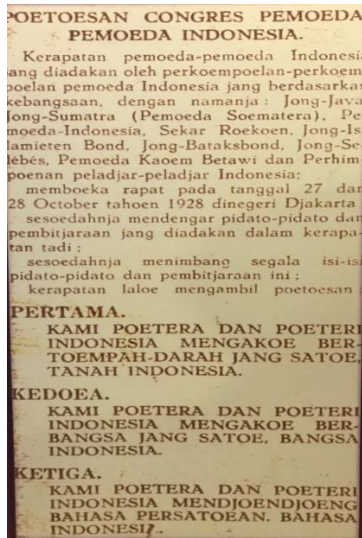 POETOESAN CONGRES PEMOEDA
PEMOEDA INDONESIA.
Kerapatan pemoeda-pemoeda Indonesi
ang diadakan oleh perkoempoelan-perkoem
poelan pemoeda Indonesia jang berdasarka
kebangsaan, dengan namanja : Jong-Java
Jong-Sumatra (Pemoeda Soematera), Pe
moeda-Indonesia, Sekar Roekoen, Jong-Is
lamieten Bond, Jong-Bataksbond, Jong-Se
lébés, Pemoeda Kaoem Betawi dan Perhim
poenan peladjar-peladjar Indonesia;
memboeka rapat pada tanggal 27 dan
28 October tahoen 1928 dinegeri Djakarta
sesoedahnja mendengar pidato-pidato dan
pembitjaraan jang diadakan dalam kerapa-
tan tadi ;
sesoedahnja menimbang segala isi-isi
pidato-pidato dan pembitjaraan ini ;
kerapatan laloe mengambil poetoesan :
PERTAMA.
KAMI POETERA DAN POETERI
INDONESIA MENGAKOE BER-
TOEMPAH-DARAH JANG SATOE,
TANAH INDONESIA.
KEDOEA.
KAMI POETERA DAN POETERI
INDONESIA MENGAKOE BER-
BANGSA JANG SATOE, BANGSA
INDONESIA.
KETIGA.
KAMI POETERA DAN POETERI
INDONESIA MENDJOENDJOENG
BAHASA PERSATOEAN, BAHASA
INDONESIA.